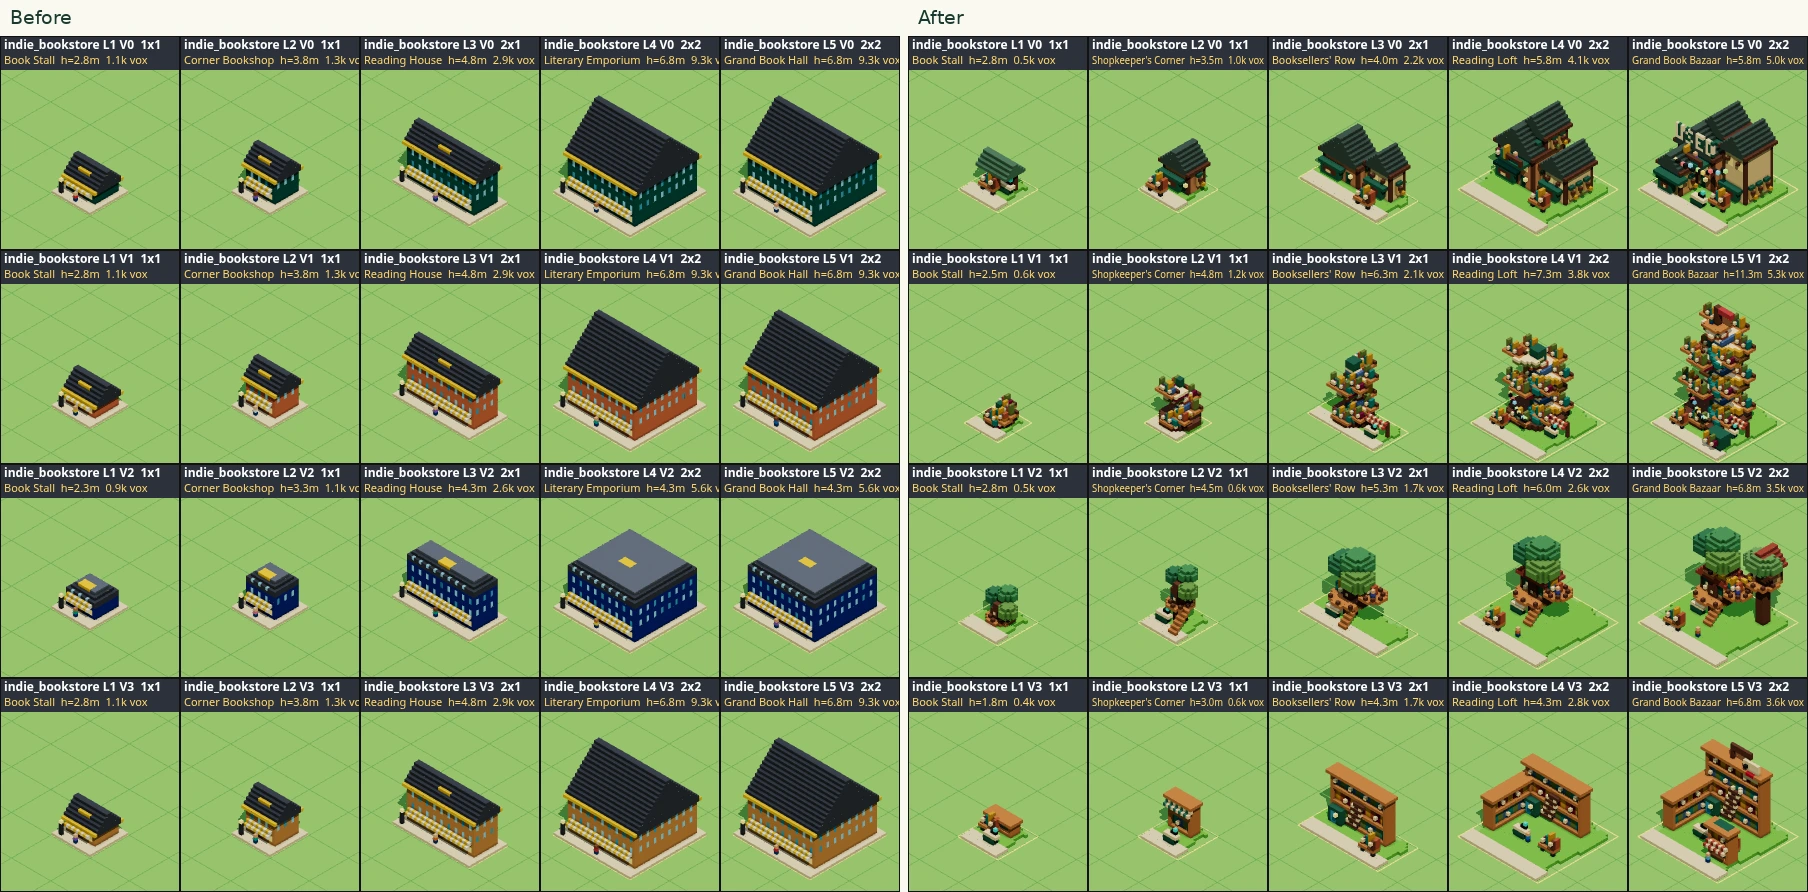 Before
After
indie_bookstore L1 V0 1x1
Book Stall h=2.8m 1.1k vox
indie_bookstore L2 V0 1x1
Corner Bookshop h=3.8m 1.3k vo
indie_bookstore L3 V0 2x1
Reading House h=4.8m 2.9k vox
indie_bookstore L4 V0 2x2
Literary Emporium h=6.8m 9.3k v
indie_bookstore L5 V0 2x2
Grand Book Hall h=6.8m 9.3k vox
indie_bookstore L1 V0 1x1
Book Stall h=2.8m 0.5k vox
indie_bookstore L2 V0 1x1
Shopkeeper's Corner h=3.5m 1.0k vox
indie_bookstore L3 V0 2x1
Booksellers' Row h=4.0m 2.2k vox
indie_bookstore L4 V0 2x2
Reading Loft h=5.8m 4.1k vox
indie_bookstore L5 V0 2x2
Grand Book Bazaar h=5.8m 5.0k vox
indie_bookstore L1 V1 1x1
Book Stall h=2.8m 1.1k vox
indie_bookstore L2 V1 1x1
Corner Bookshop h=3.8m 1.3k vo
indie_bookstore L3 V1 2x1
Reading House h=4.8m 2.9k vox
indie_bookstore L4 V1 2x2
Literary Emporium h=6.8m 9.3k v
indie_bookstore L5 V1 2x2
Grand Book Hall h=6.8m 9.3k vox
indie_bookstore L1 V1 1x1
Book Stall h=2.5m 0.6k vox
indie_bookstore L2 V1 1x1
Shopkeeper's Corner h=4.8m 1.2k vox
indie_bookstore L3 V1 2x1
Booksellers' Row h=6.3m 2.1k vox
indie_bookstore L4 V1 2x2
Reading Loft h=7.3m 3.8k vox
indie_bookstore L5 V1 2x2
Grand Book Bazaar h=11.3m 5.3k vox
indie_bookstore L1 V2 1x1
Book Stall h=2.3m 0.9k vox
indie_bookstore L2 V2 1x1
Corner Bookshop h=3.3m 1.1k vo
indie_bookstore L3 V2 2x1
Reading House h=4.3m 2.6k vox
indie_bookstore L4 V2 2x2
Literary Emporium h=4.3m 5.6k v
indie_bookstore L5 V2 2x2
Grand Book Hall h=4.3m 5.6k vox
indie_bookstore L1 V2 1x1
Book Stall h=2.8m 0.5k vox
indie_bookstore L2 V2 1x1
Shopkeeper's Corner h=4.5m 0.6k vox
indie_bookstore L3 V2 2x1
Booksellers' Row h=5.3m 1.7k vox
indie_bookstore L4 V2 2x2
Reading Loft h=6.0m 2.6k vox
indie_bookstore L5 V2 2x2
Grand Book Bazaar h=6.8m 3.5k vox
indie_bookstore L1 V3 1x1
Book Stall h=2.8m 1.1k vox
indie_bookstore L2 V3 1x1
Corner Bookshop h=3.8m 1.3k vo
indie_bookstore L3 V3 2x1
Reading House h=4.8m 2.9k vox
indie_bookstore L4 V3 2x2
Literary Emporium h=6.8m 9.3k v
indie_bookstore L5 V3 2x2
Grand Book Hall h=6.8m 9.3k vox
indie_bookstore L1 V3 1x1
Book Stall h=1.8m 0.4k vox
indie_bookstore L2 V3 1x1
Shopkeeper's Corner h=3.0m 0.6k vox
indie_bookstore L3 V3 2x1
Booksellers' Row h=4.3m 1.7k vox
indie_bookstore L4 V3 2x2
Reading Loft h=4.3m 2.8k vox
indie_bookstore L5 V3 2x2
Grand Book Bazaar h=6.8m 3.6k vox